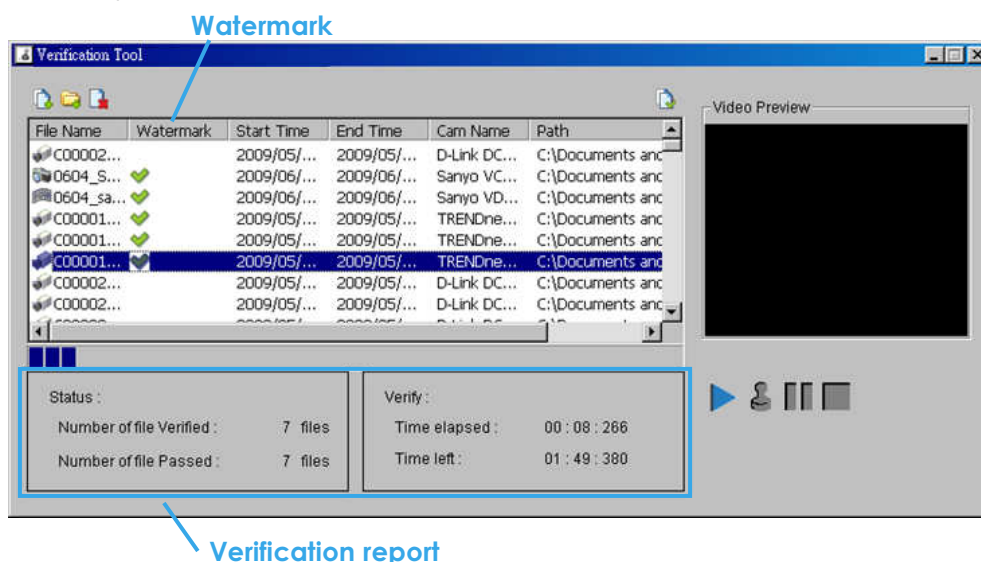 Watermark
Verification Tool
Video Preview
File Name Watermark Start Time End Time Cam Name Path
C00002... 2009/05/... 2009/05/... D-Link DC... C:\Documents and
0604_S... 2009/06/... 2009/06/... Sanyo VC... C:\Documents and
0604_sa... 2009/06/... 2009/06/... Sanyo VD... C:\Documents and
C00001... 2009/05/... 2009/05/... TRENDne... C:\Documents and
C00001... 2009/05/... 2009/05/... TRENDne... C:\Documents and
C00001... 2009/05/... 2009/05/... TRENDne... C:\Documents and
C00002... 2009/05/... 2009/05/... D-Link DC... C:\Documents and
C00002... 2009/05/... 2009/05/... D-Link DC... C:\Documents and
Status :
Number of file Verified : 7 files
Number of file Passed : 7 files
Verify :
Time elapsed : 00 : 08 : 266
Time left : 01 : 49 : 380
Verification report